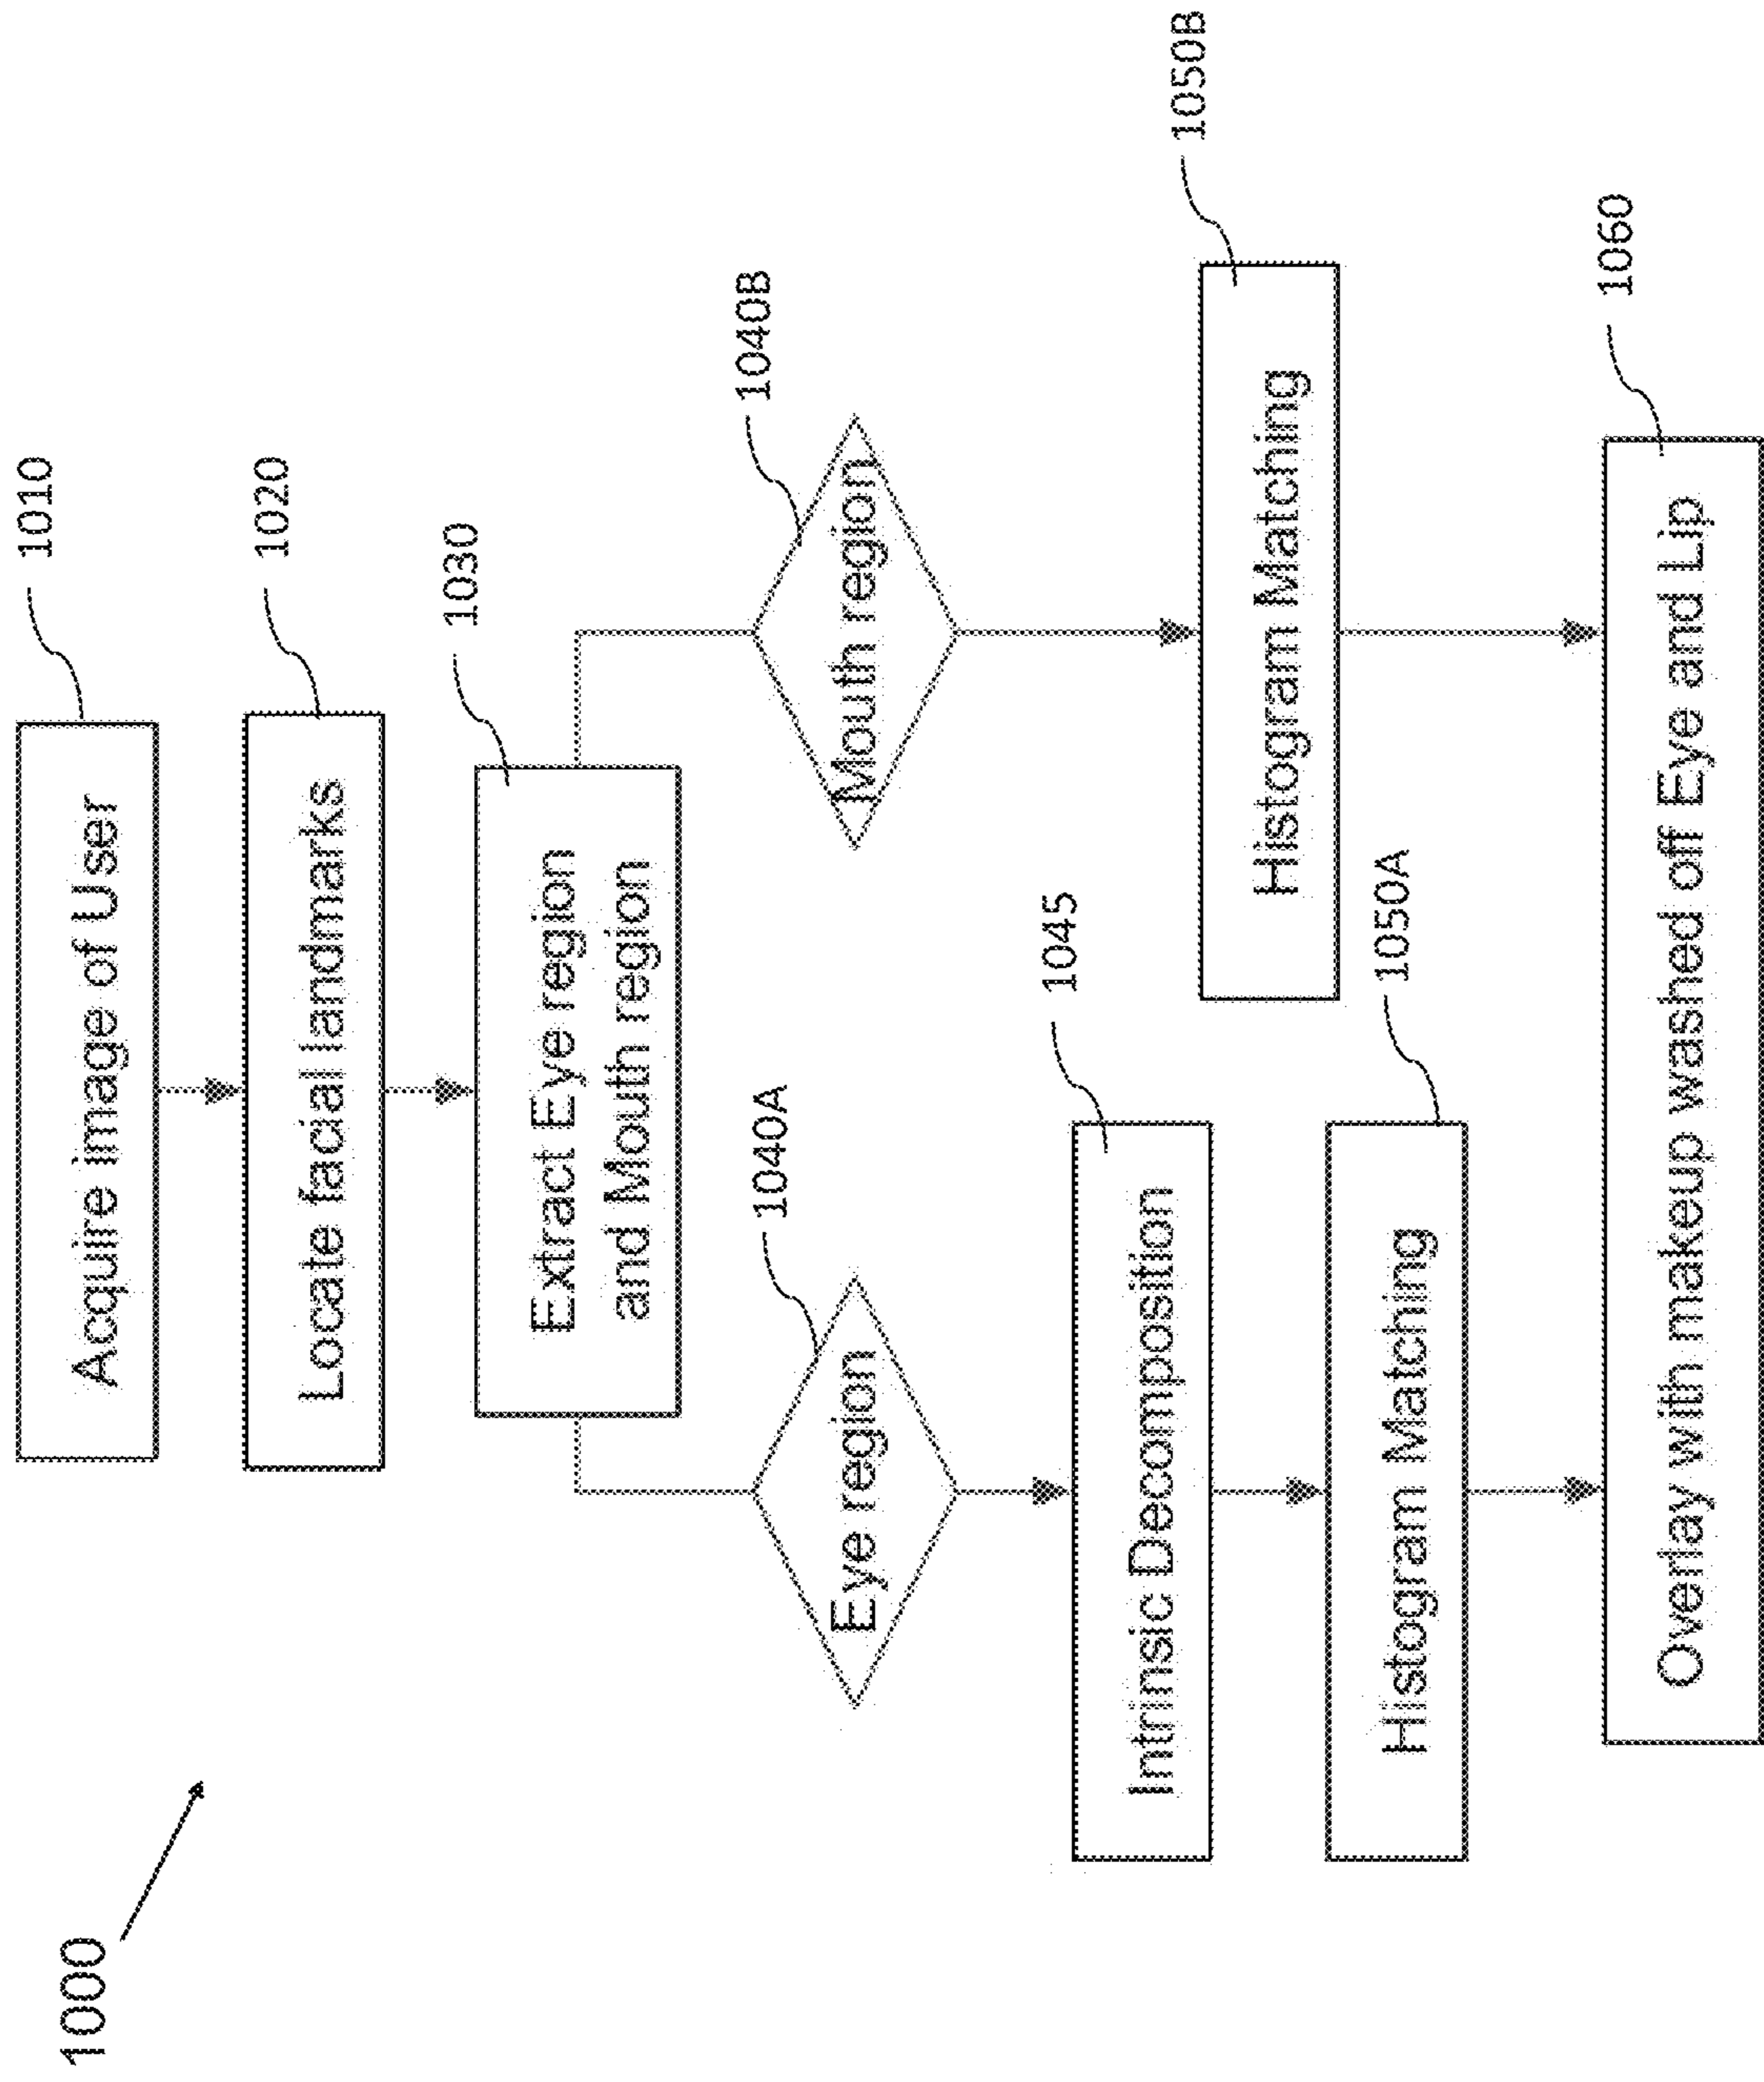 1000
Acquire image of User
1010
Locate facial landmarks
1020
Extract Eye region
and Mouth region
1030
Eye region
1040A
Mouth region
1040B
Intrinsic Decomposition
1045
Histogram Matching
1050A
Histogram Matching
1050B
Overlay with makeup washed off Eye and Lip
1060